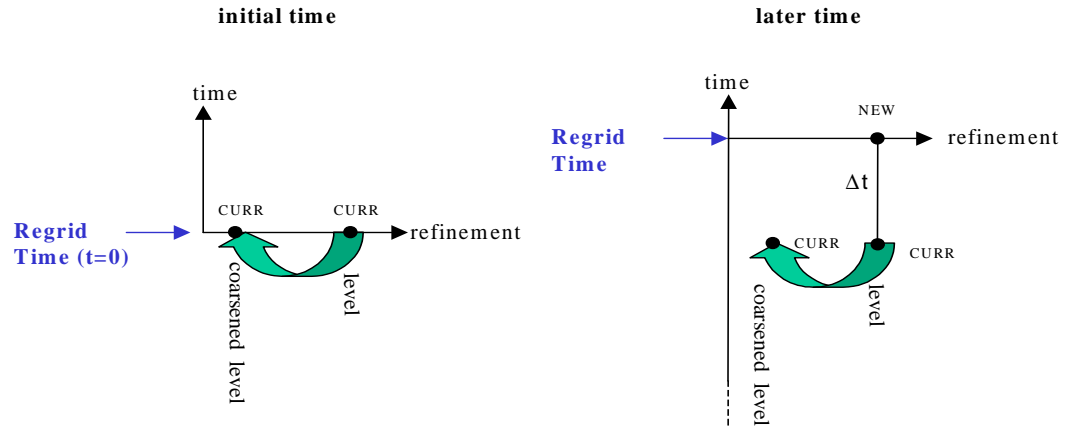 initial time
time
CURR
CURR
Regrid
Time (t=0)
refinement
coarsened level
level
later time
time
NEW
Regrid
Time
refinement
Δt
CURR
CURR
coarsened level
level